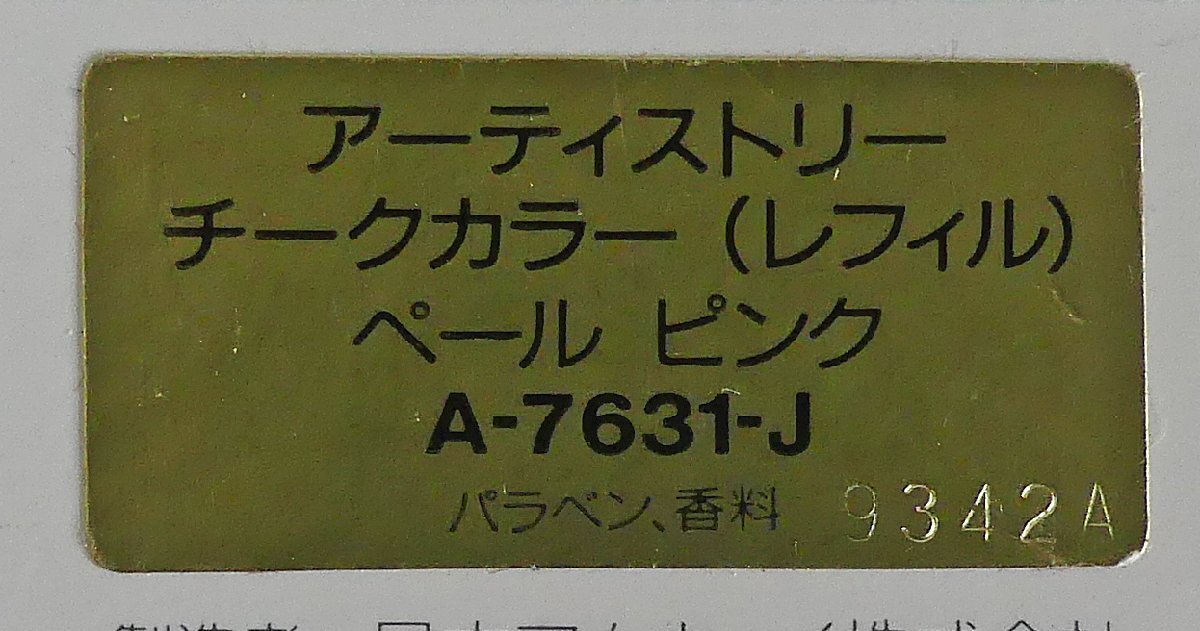 アーティストリー
チークカラー(レフィル)
ペール ピンク
A-7631-J
パラベン、香料 9342A